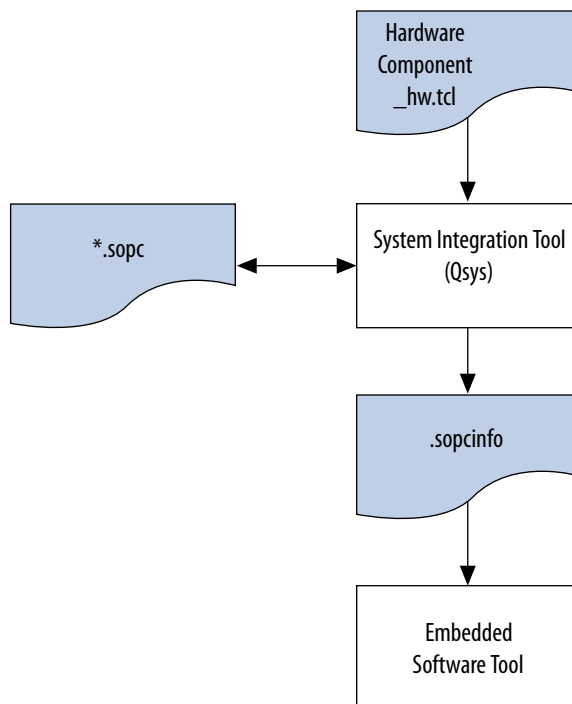 Hardware
Component
_hw.tcl
*.sopc
System Integration Tool
(Qsys)
.sopcinfo
Embedded
Software Tool